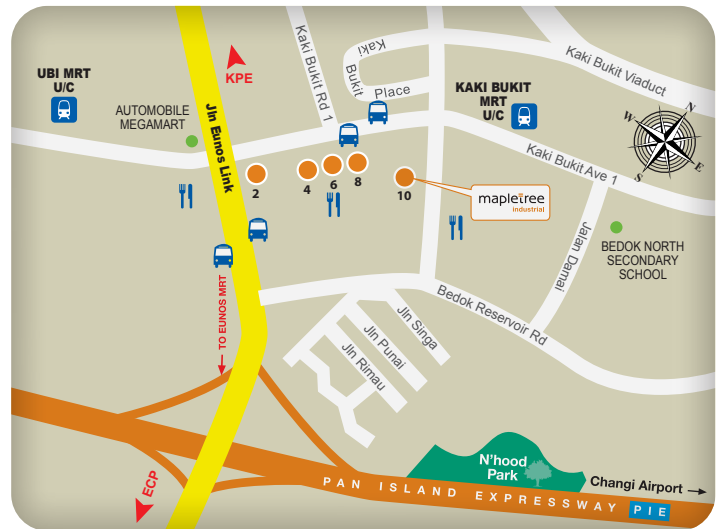 UBI MRT
U/C
KPE
AUTOMOBILE
MEGAMART
Jln Eunos Link
Kaki Bukit Rd 1
Kaki
Bukit
Place
Kaki Bukit Viaduct
KAKI BUKIT
MRT
U/C
N
W
E
S
Kaki Bukit Ave 1
2
4
6
8
10
mapletree
industrial
BEDOK NORTH
SECONDARY
SCHOOL
Jalan Damai
TO EUNOS MRT
Bedok Reservoir Rd
Jln Singa
Jln Punai
Jln Rimau
ECP
N'hood
Park
Changi Airport
PAN ISLAND EXPRESSWAY PIE